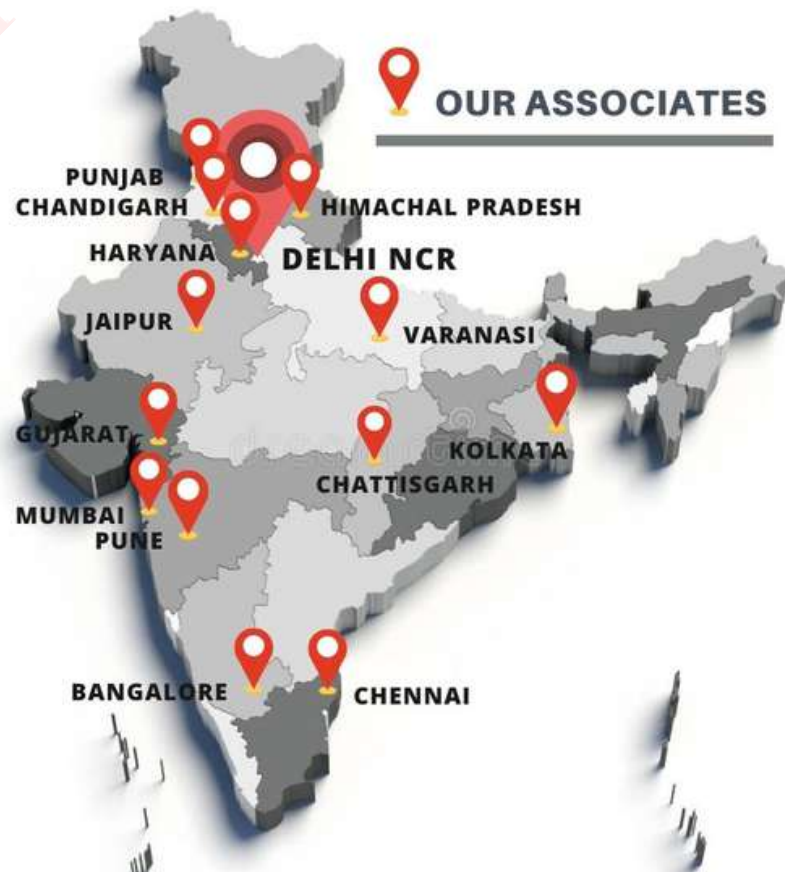 OUR ASSOCIATES
PUNJAB
CHANDIGARH
HIMACHAL PRADESH
HARYANA
DELHI NCR
JAIPUR
VARANASI
GUJARAT
KOLKATA
CHATTISGARH
MUMBAI
PUNE
BANGALORE
CHENNAI